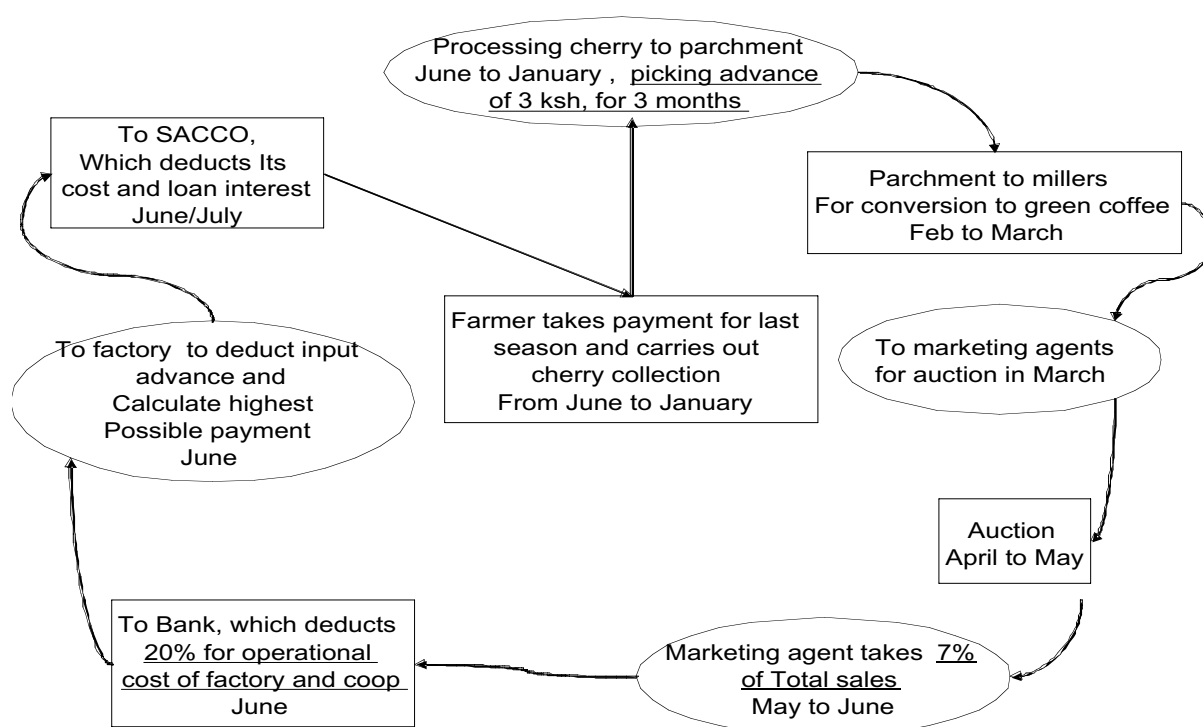 Processing cherry to parchment
June to January , picking advance
of 3 ksh, for 3 months
To SACCO,
Which deducts Its
cost and loan interest
June/July
Parchment to millers
For conversion to green coffee
Feb to March
Farmer takes payment for last
season and carries out
cherry collection
From June to January
To marketing agents
for auction in March
To factory to deduct input
advance and
Calculate highest
Possible payment
June
Auction
April to May
To Bank, which deducts
20% for operational
cost of factory and coop
June
Marketing agent takes 7%
of Total sales
May to June